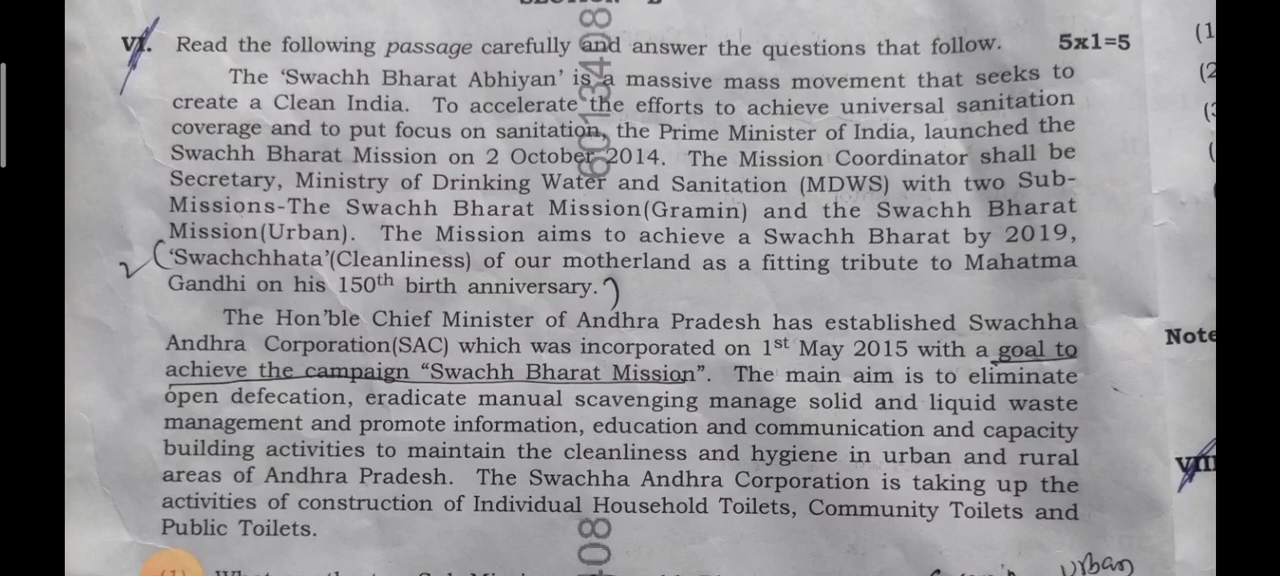 VI. Read the following passage carefully and answer the questions that follow. 5x1=5
The 'Swachh Bharat Abhiyan' is a massive mass movement that seeks to
create a Clean India. To accelerate the efforts to achieve universal sanitation
coverage and to put focus on sanitation, the Prime Minister of India, launched the
Swachh Bharat Mission on 2 October 2014. The Mission Coordinator shall be
Secretary, Ministry of Drinking Water and Sanitation (MDWS) with two Sub-
Missions-The Swachh Bharat Mission(Gramin) and the Swachh Bharat
Mission(Urban). The Mission aims to achieve a Swachh Bharat by 2019,
'Swachchhata'(Cleanliness) of our motherland as a fitting tribute to Mahatma
Gandhi on his 150th birth anniversary.
The Hon'ble Chief Minister of Andhra Pradesh has established Swachha
Andhra Corporation(SAC) which was incorporated on 1st May 2015 with a goal to
achieve the campaign "Swachh Bharat Mission". The main aim is to eliminate
open defecation, eradicate manual scavenging manage solid and liquid waste
management and promote information, education and communication and capacity
building activities to maintain the cleanliness and hygiene in urban and rural
areas of Andhra Pradesh. The Swachha Andhra Corporation is taking up the
activities of construction of Individual Household Toilets, Community Toilets and
Public Toilets.
Urban
(1
(2
Note
VIII